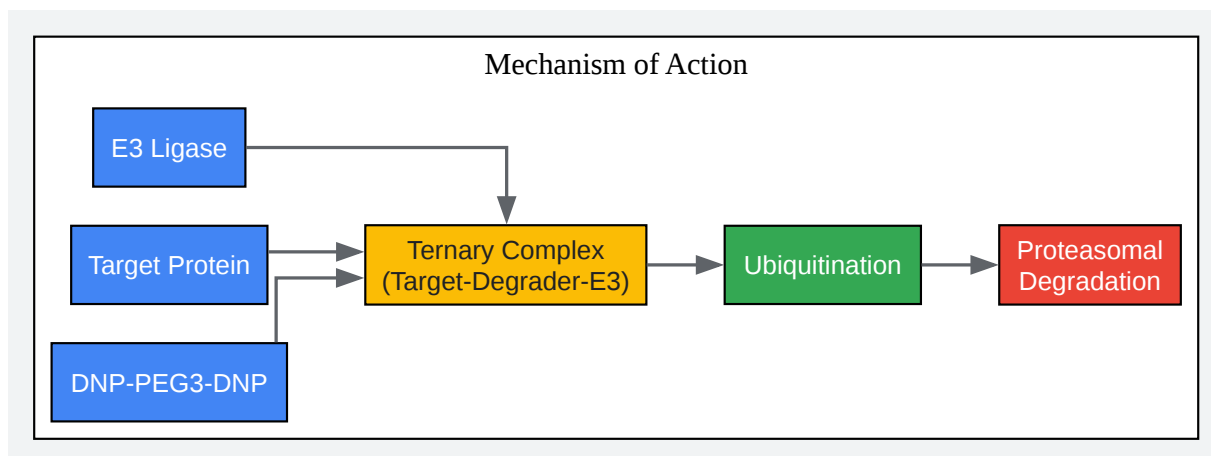 Mechanism of Action
E3 Ligase
Target Protein
DNP-PEG3-DNP
Ternary Complex
(Target-Degrader-E3)
Ubiquitination
Proteasomal
Degradation